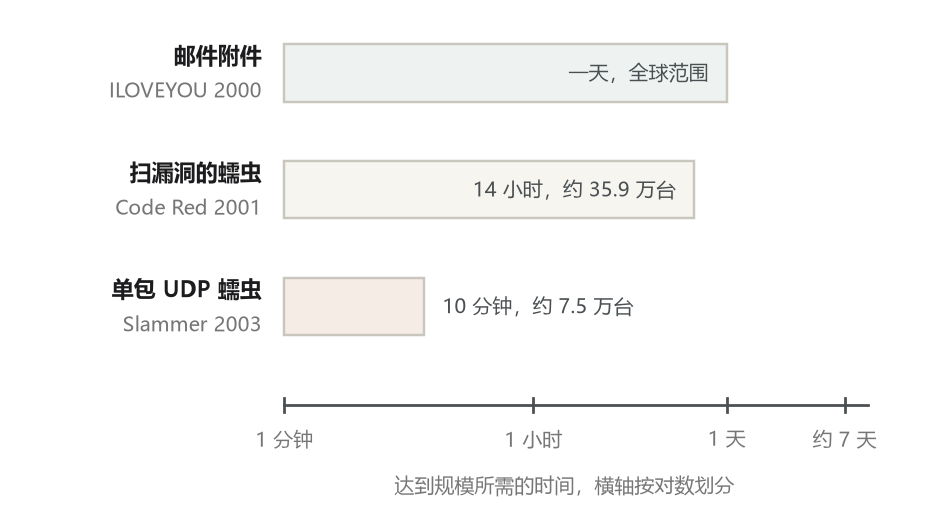 邮件附件
ILOVEYOU 2000
一天，全球范围
扫漏洞的蠕虫
Code Red 2001
14 小时，约 35.9 万台
单包 UDP 蠕虫
Slammer 2003
10 分钟，约 7.5 万台
1 分钟
1 小时
1 天
约 7 天
达到规模所需的时间，横轴按对数划分